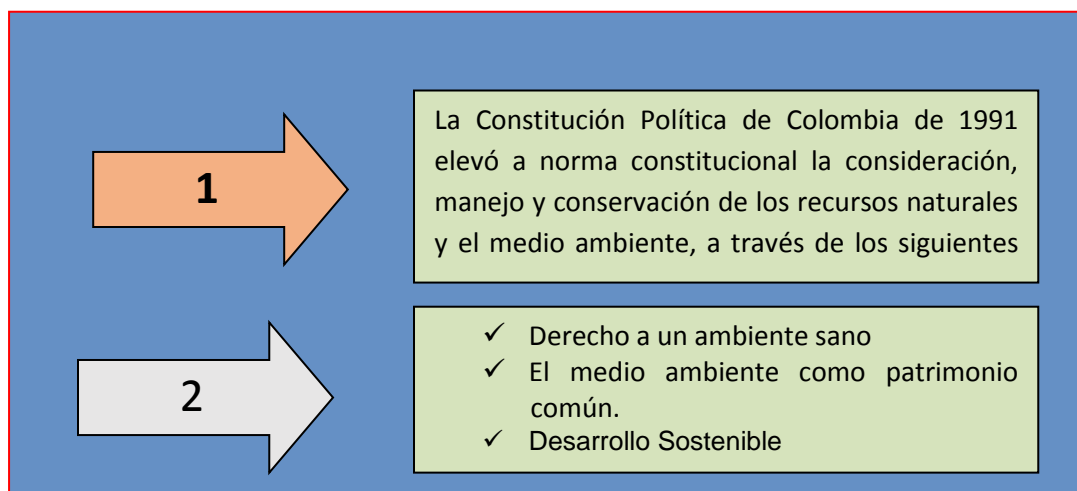 1
La Constitución Política de Colombia de 1991
elevó a norma constitucional la consideración,
manejo y conservación de los recursos naturales
y el medio ambiente, a través de los siguientes
2
✓ Derecho a un ambiente sano
✓ El medio ambiente como patrimonio
común.
✓ Desarrollo Sostenible